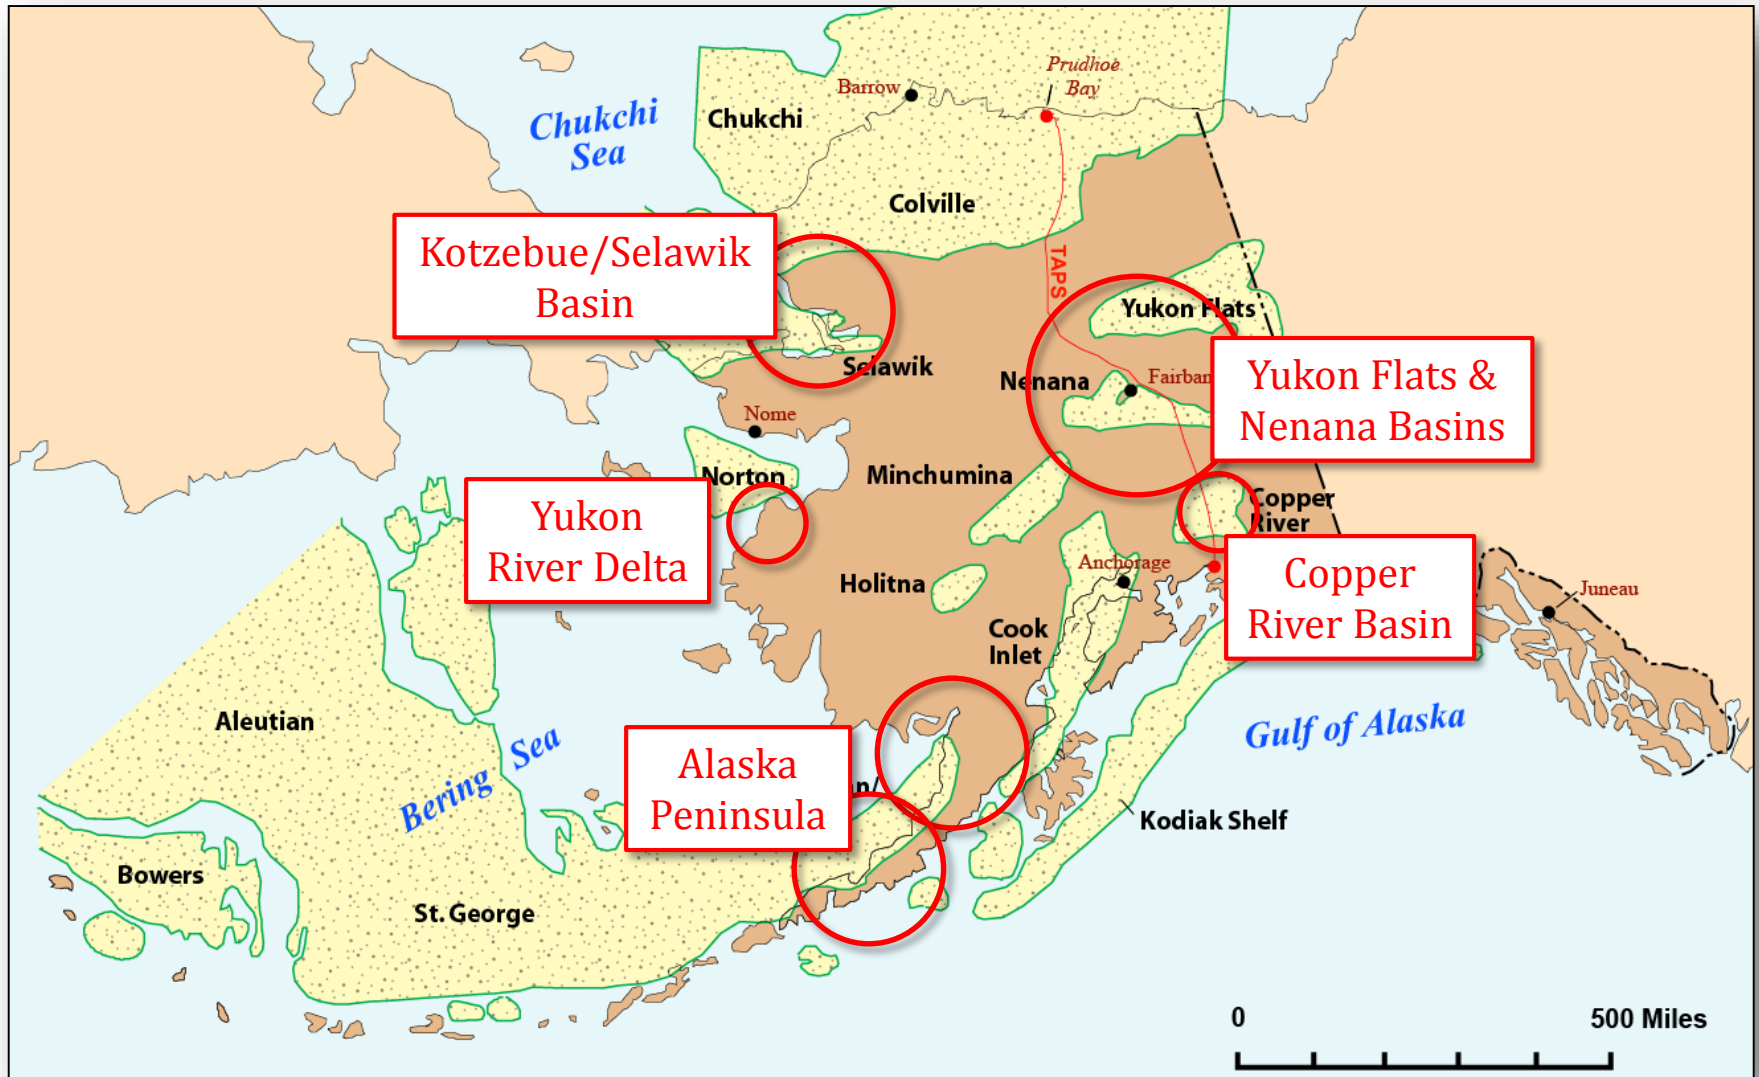 Prudhoe
Bay
Barrow
Chukchi
Chukchi
Sea
Colville
Kotzebue/Selawik
Basin
TAPS
Yukon Flats
Selawik
Nenana
Yukon Flats &
Nenana Basins
Nome
Norton
Minchumina
Copper
River
Yukon
River Delta
Anchorage
Holitna
Copper
River Basin
Juneau
Cook
Inlet
Aleutian
Gulf of Alaska
Bering Sea
Alaska
Peninsula
Kodiak Shelf
Bowers
St. George
0
500 Miles